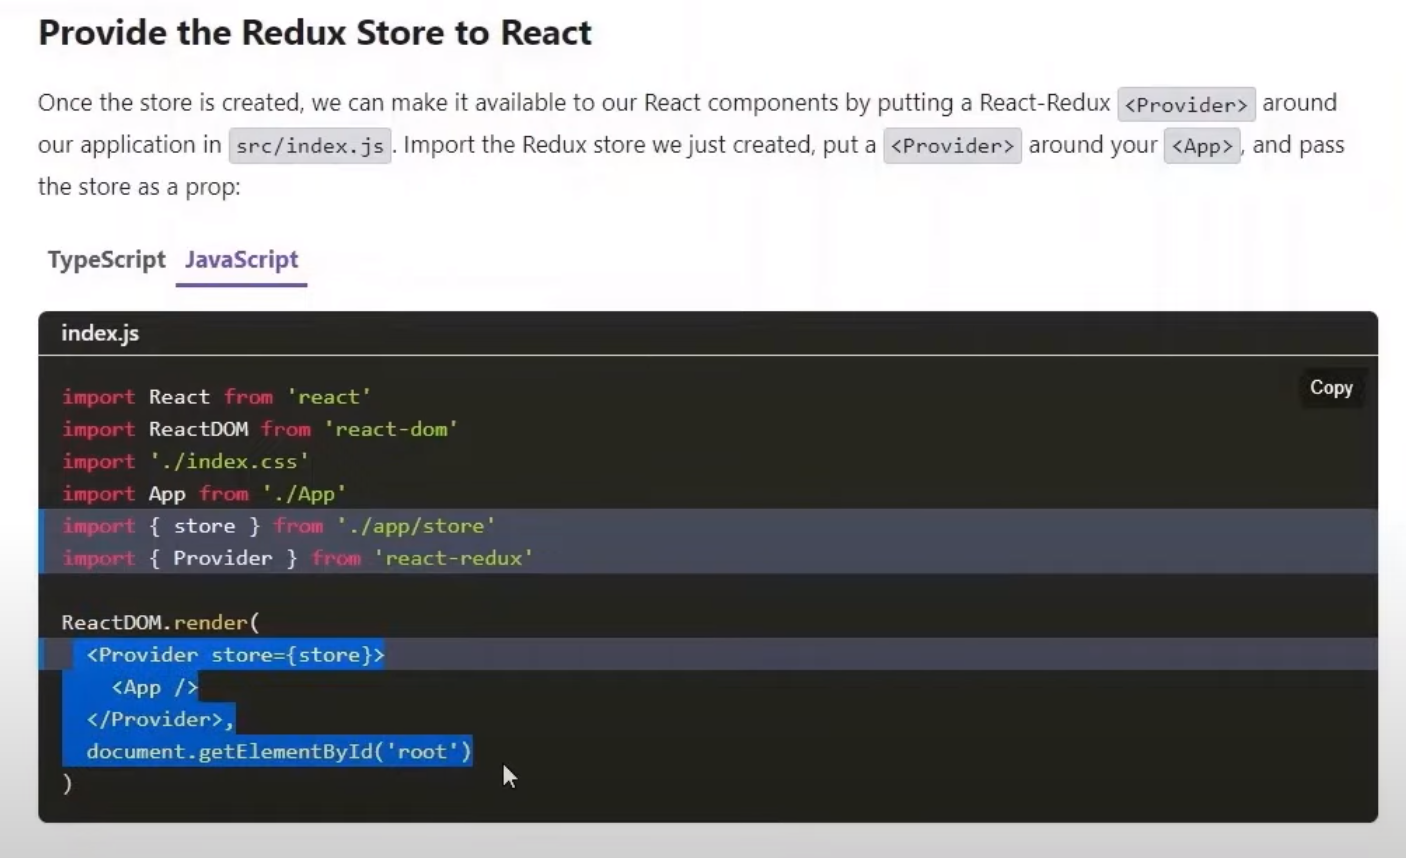 Provide the Redux Store to React
Once the store is created, we can make it available to our React components by putting a React-Redux <Provider> around
our application in src/index.js. Import the Redux store we just created, put a <Provider> around your <App>, and pass
the store as a prop:
TypeScript JavaScript
index.js
Copy
import React from 'react'
import ReactDOM from 'react-dom'
import './index.css'
import App from './App'
import { store } from './app/store'
import { Provider } from 'react-redux'
ReactDOM.render(
<Provider store={store}>
<App />
</Provider>,
document.getElementById('root')
)